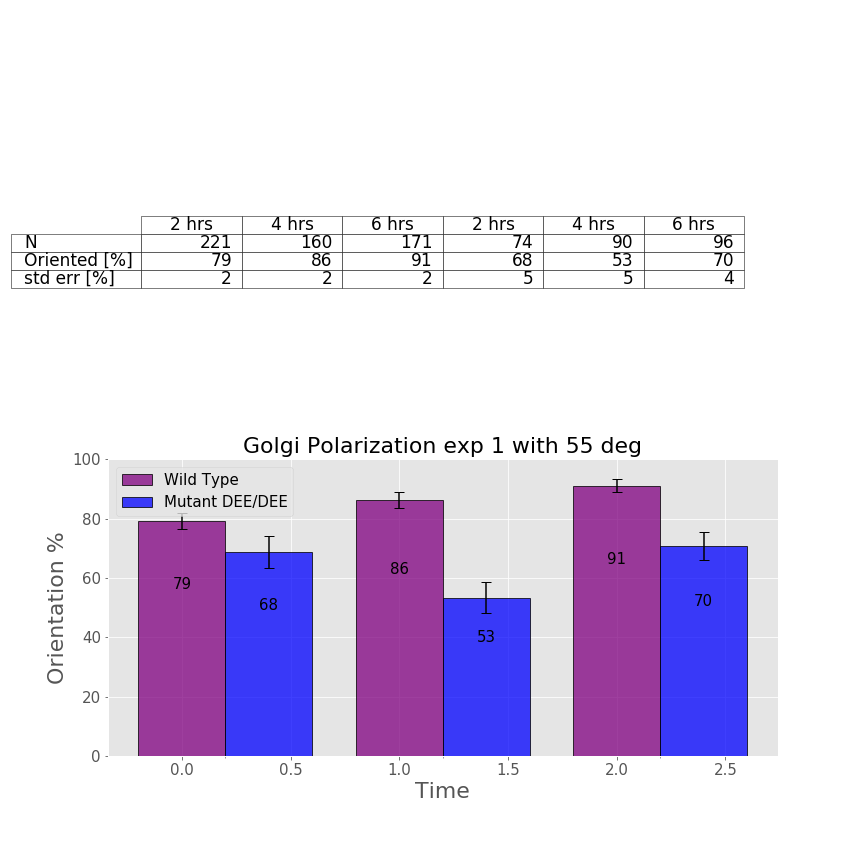 2 hrs 4 hrs 6 hrs 2 hrs 4 hrs 6 hrs
N 221 160 171 74 90 96
Oriented [%] 79 86 91 68 53 70
std err [%] 2 2 2 5 5 4
Golgi Polarization exp 1 with 55 deg
100
80
60
40
20
0
Orientation %
Wild Type
Mutant DEE/DEE
79
68
86
53
91
70
0.0 0.5 1.0 1.5 2.0 2.5
Time